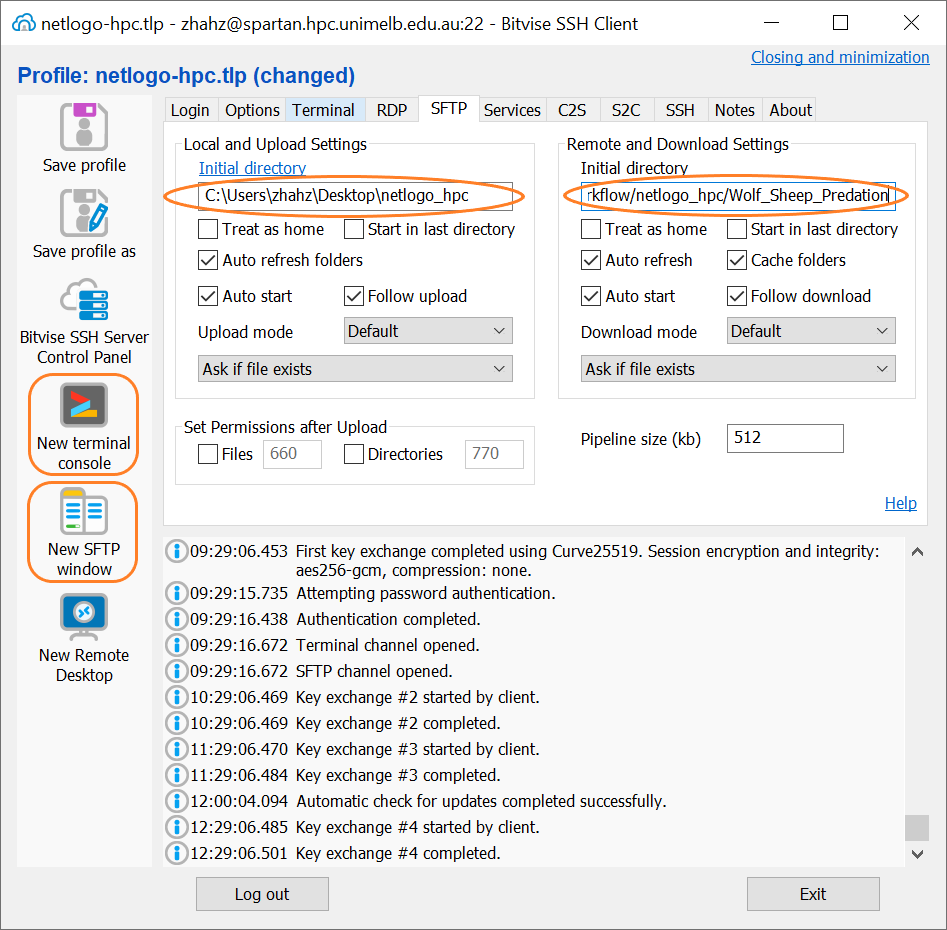 netlogo-hpc.tlp - zhahz@spartan.hpc.unimelb.edu.au:22 - Bitvise SSH Client
Closing and minimization
Profile: netlogo-hpc.tlp (changed)
Save profile
Save profile as
Bitvise SSH Server
Control Panel
New terminal
console
New SFTP
window
New Remote
Desktop
Login Options Terminal RDP SFTP Services C2S S2C SSH Notes About
Local and Upload Settings
Initial directory
C:\Users\zhahz\Desktop\netlogo_hpc
Treat as home Start in last directory
Auto refresh folders
Auto start Follow upload
Upload mode Default
Ask if file exists
Remote and Download Settings
Initial directory
rkflow/netlogo_hpc/Wolf_Sheep_Predation
Treat as home Start in last directory
Auto refresh Cache folders
Auto start Follow download
Download mode Default
Ask if file exists
Set Permissions after Upload
Files 660 Directories 770
Pipeline size (kb) 512
Help
09:29:06.453 First key exchange completed using Curve25519. Session encryption and integrity:
aes256-gcm, compression: none.
09:29:15.735 Attempting password authentication.
09:29:16.438 Authentication completed.
09:29:16.672 Terminal channel opened.
09:29:16.672 SFTP channel opened.
10:29:06.469 Key exchange #2 started by client.
10:29:06.469 Key exchange #2 completed.
11:29:06.470 Key exchange #3 started by client.
11:29:06.484 Key exchange #3 completed.
12:00:04.094 Automatic check for updates completed successfully.
12:29:06.485 Key exchange #4 started by client.
12:29:06.501 Key exchange #4 completed.
Log out Exit